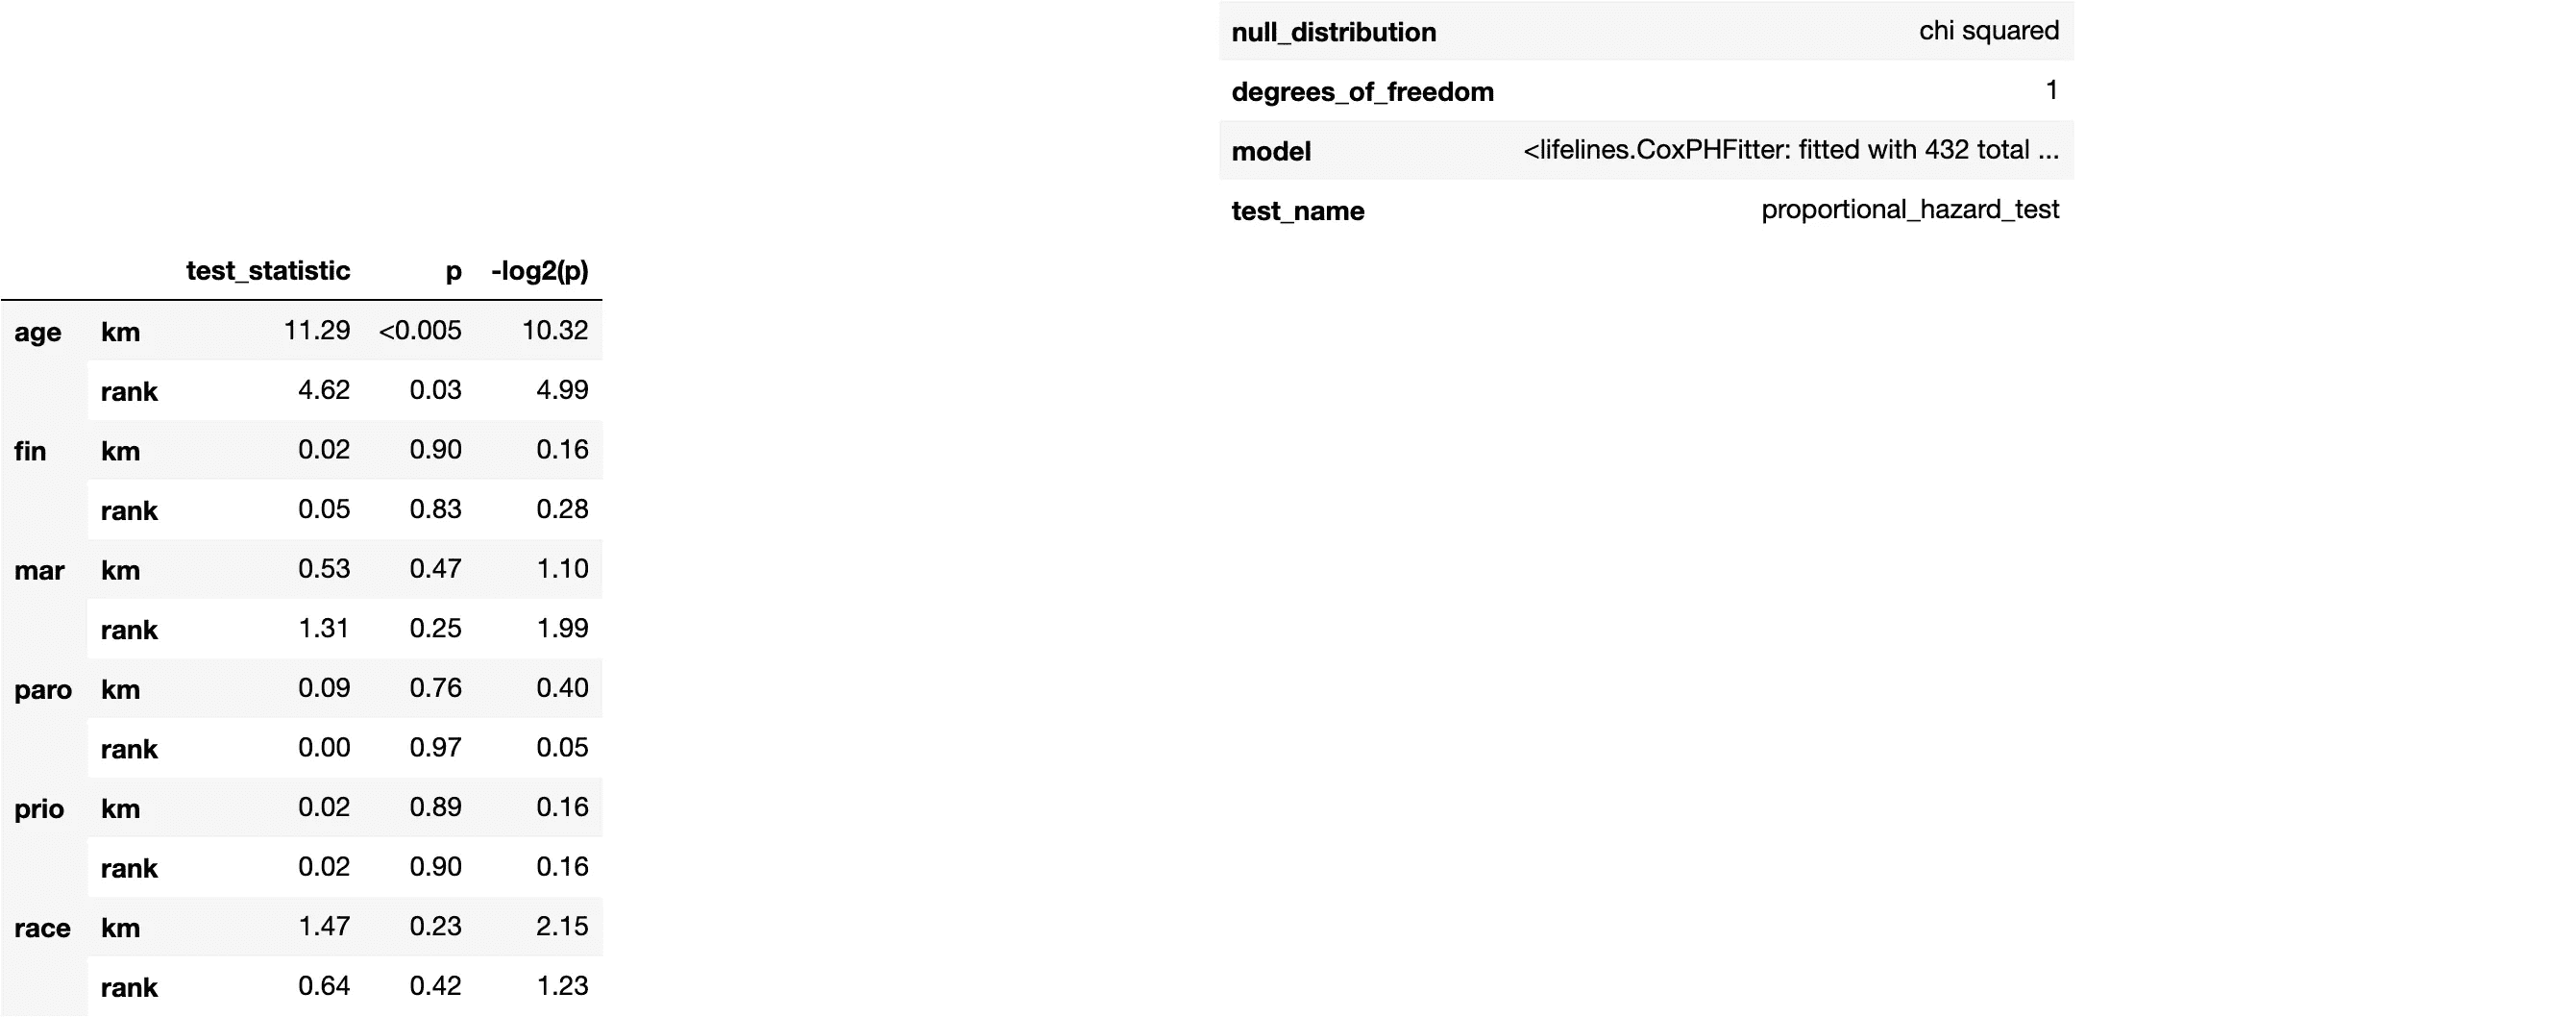 null_distribution chi squared
degrees_of_freedom 1
model <lifelines.CoxPHFitter: fitted with 432 total ...
test_name proportional_hazard_test
test_statistic p -log2(p)
age km 11.29 <0.005 10.32
rank 4.62 0.03 4.99
fin km 0.02 0.90 0.16
rank 0.05 0.83 0.28
mar km 0.53 0.47 1.10
rank 1.31 0.25 1.99
paro km 0.09 0.76 0.40
rank 0.00 0.97 0.05
prio km 0.02 0.89 0.16
rank 0.02 0.90 0.16
race km 1.47 0.23 2.15
rank 0.64 0.42 1.23